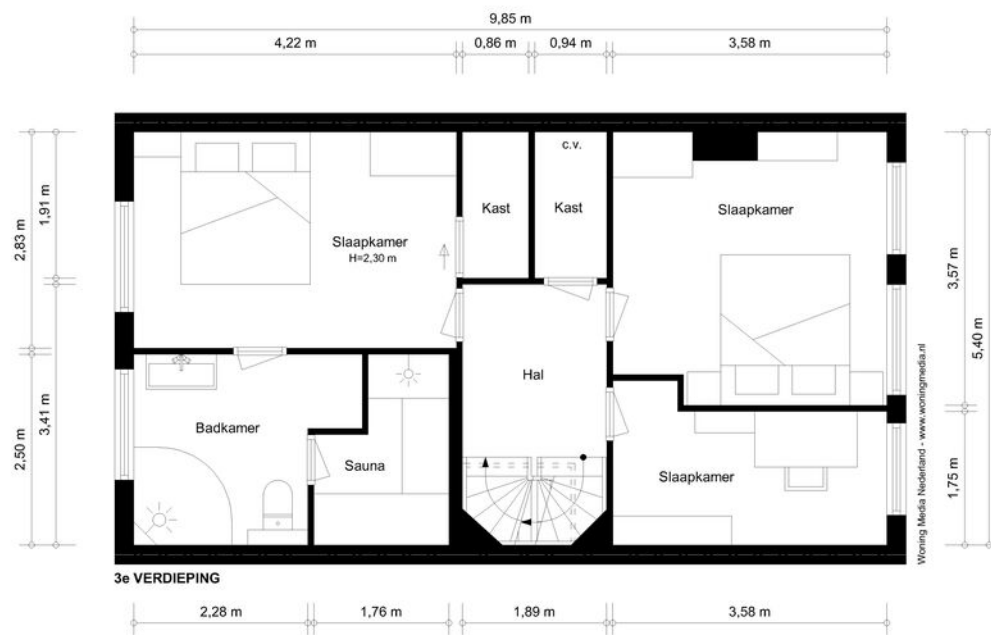 9,85 m
4,22 m
0,86 m
0,94 m
3,58 m
c.v.
Kast
Kast
Slaapkamer
Slaapkamer
H=2,30 m
1,91 m
2,83 m
3,57 m
5,40 m
Hal
Badkamer
Sauna
Slaapkamer
3,41 m
2,50 m
1,75 m
Woning Media Nederland - www.woningmedia.nl
3e VERDIEPING
2,28 m
1,76 m
1,89 m
3,58 m